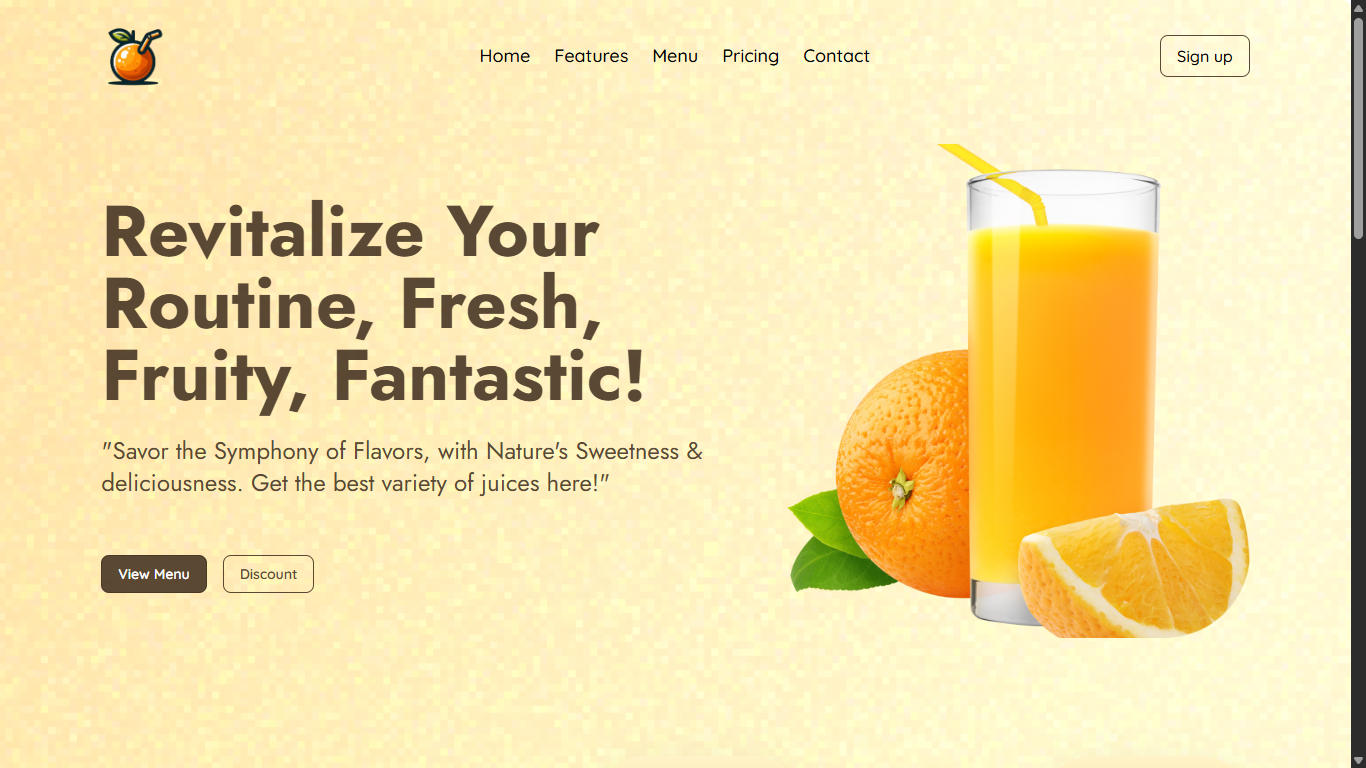 Home Features Menu Pricing Contact
Sign up
Revitalize Your
Routine, Fresh,
Fruity, Fantastic!
"Savor the Symphony of Flavors, with Nature's Sweetness &
deliciousness. Get the best variety of juices here!"
View Menu Discount